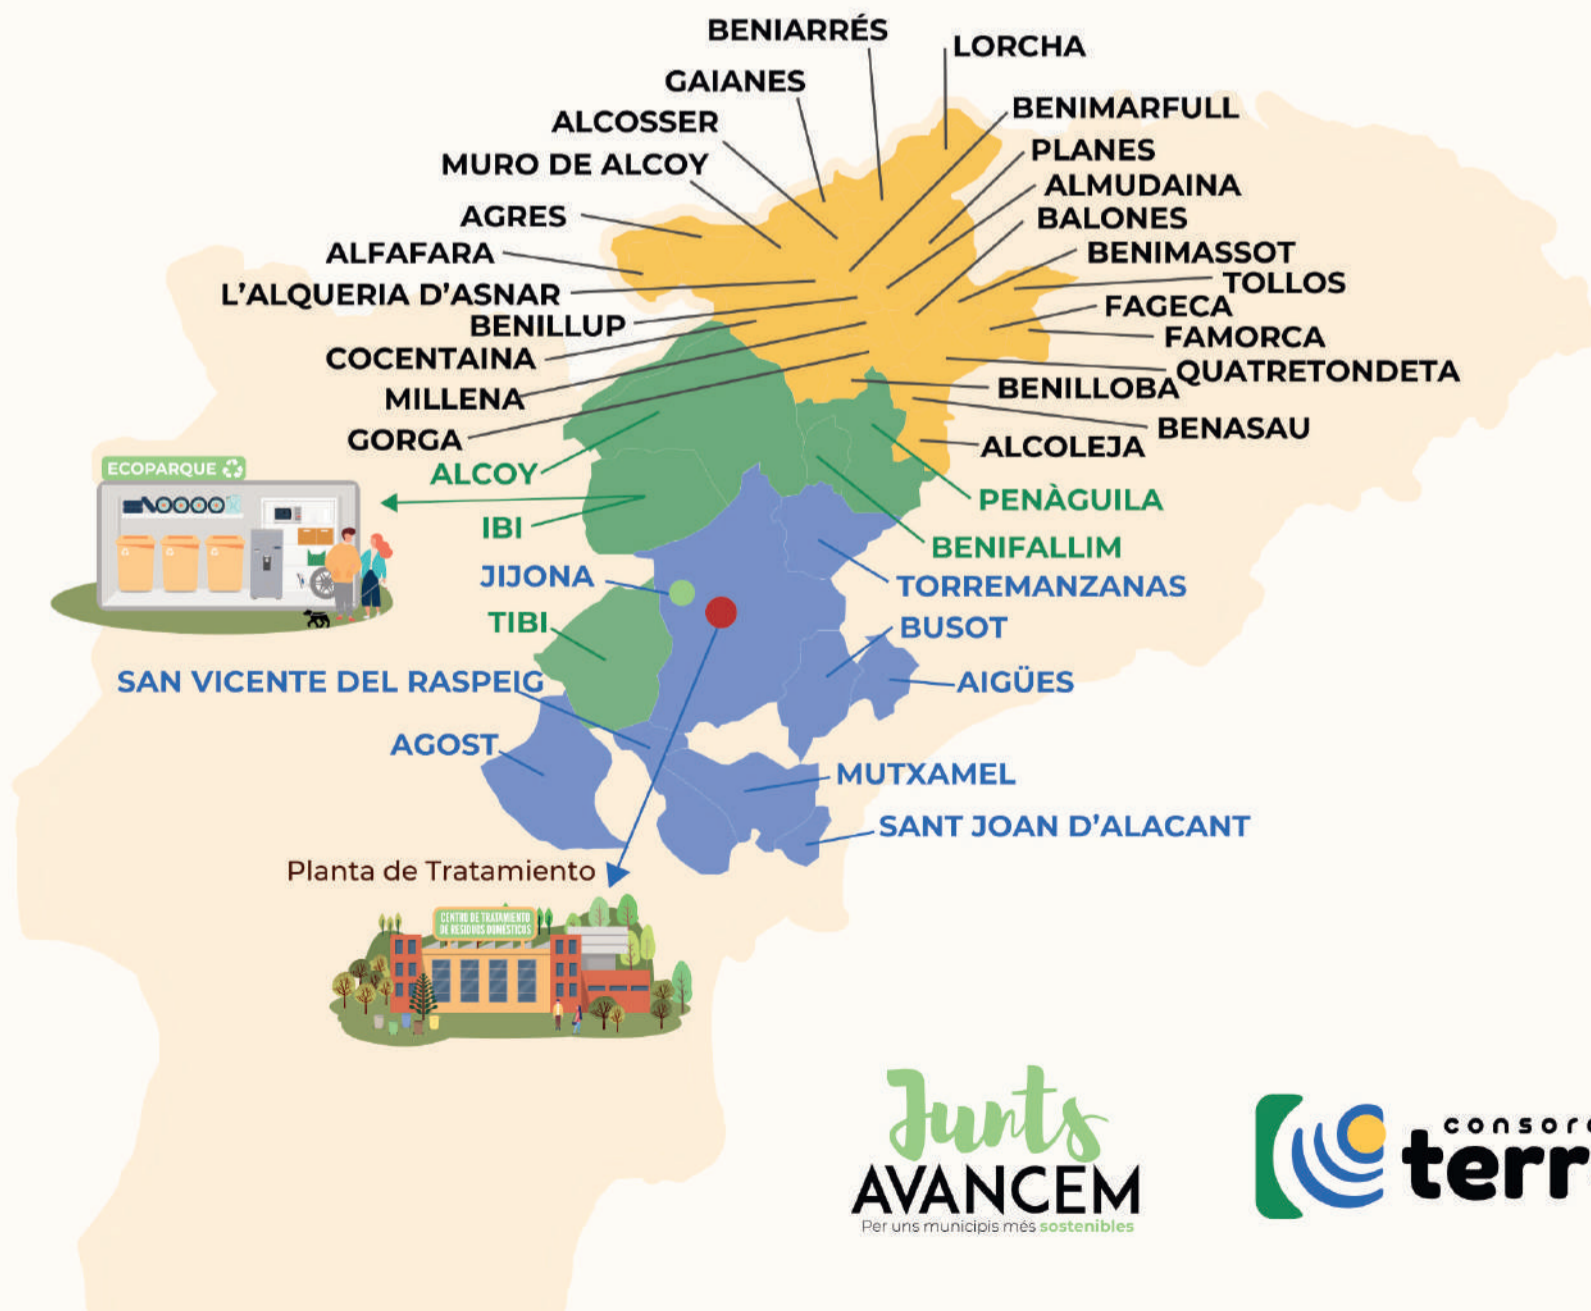 BENIARRÉS
LORCHA
GAIANES
BENIMARFULL
ALCOSSER
PLANES
MURO DE ALCOY
ALMUDAINA
AGRES
BALONES
ALFAFARA
BENIMASSOT
TOLLOS
L'ALQUERIA D'ASNAR
FAGECA
BENILLUP
FAMORCA
COCENTAINA
QUATRETONDETA
BENILLOBA
MILLENA
BENASAU
GORGA
ALCOLEJA
ECOPARQUE
ALCOY
PENÀGUILA
IBI
BENIFALLIM
JIJONA
TORREMANZANAS
TIBI
BUSOT
SAN VICENTE DEL RASPEIG
AIGÜES
AGOST
MUTXAMEL
SANT JOAN D'ALACANT
Planta de Tratamiento
CENTRO DE TRATAMIENTO
DE RESIDUOS DOMÉSTICOS
Junts
AVANCEM
Per uns municipis més sostenibles